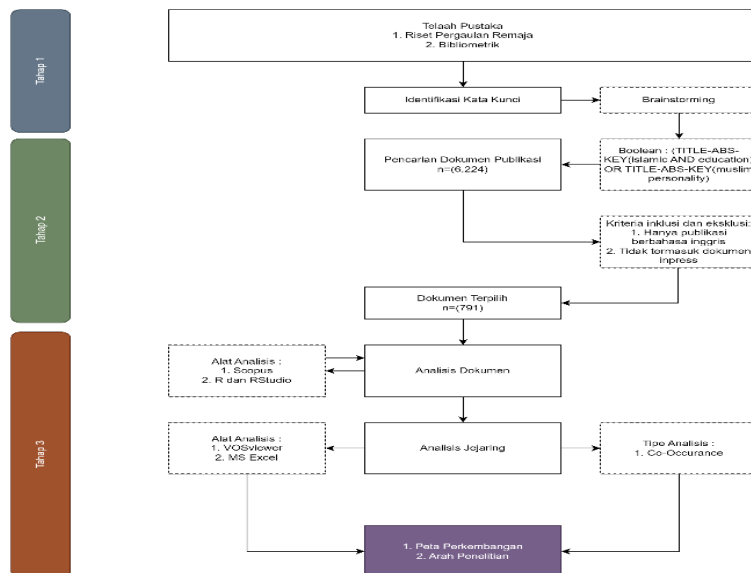 Tahap 1
Telaah Pustaka
1. Riset Pergaulan Remaja
2. Bibliometrik
Identifikasi Kata Kunci
Brainstorming
Tahap 2
Pencarian Dokumen Publikasi
n=(6,224)
Boolean : (TITLE-ABS-
KEY(Islamic AND education)
OR TITLE-ABS-KEY(muslim
personality)
Kriteria inklusi dan eksklusi:
1. Hanya publikasi
berbahasa inggris
2. Tidak termasuk dokumen
inpress
Dokumen Terpilih
n=(791)
Tahap 3
Alat Analisis :
1. Scopus
2. R dan RStudio
Analisis Dokumen
Alat Analisis :
1. VOSviewer
2. MS Excel
Analisis Jejaring
Tipe Analisis :
1. Co-Occurance
1. Peta Perkembangan
2. Arah Penelitian